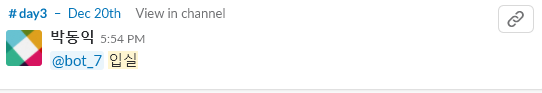 #day3 – Dec 20th View in channel
박동익 5:54 PM
@bot_7 입실